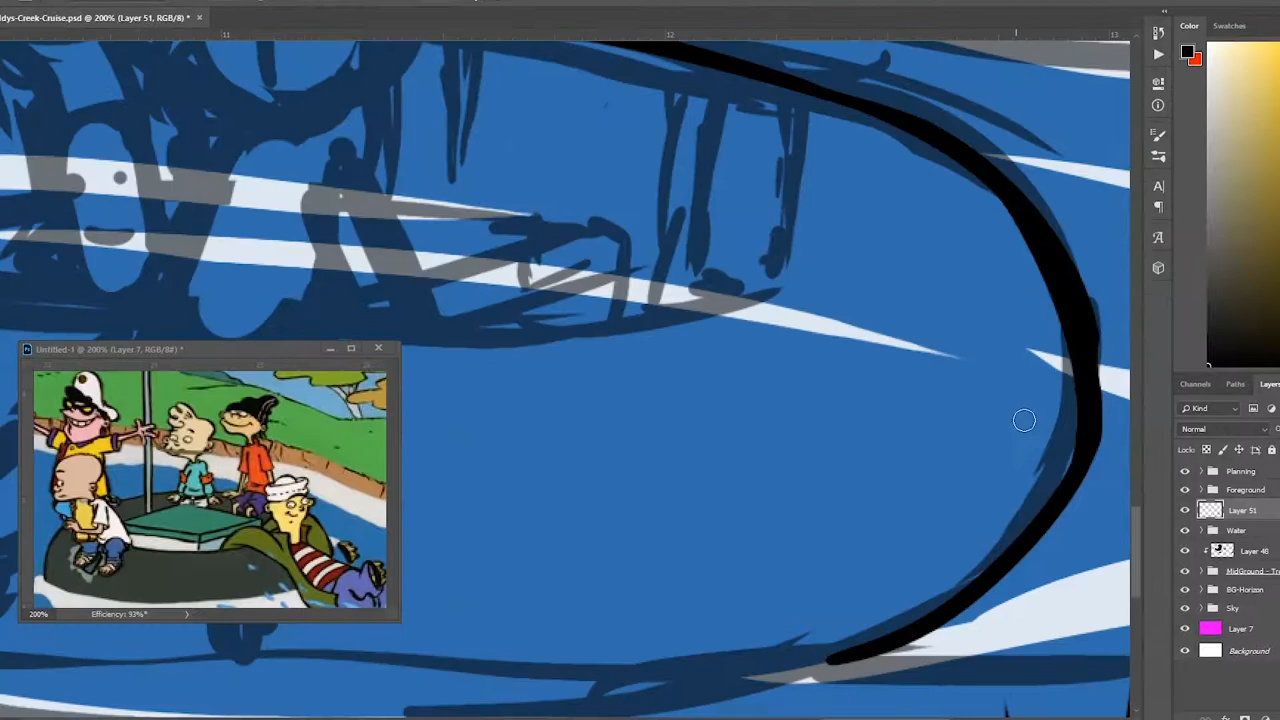 dys-Creek-Cruise.psd @ 200% (Layer 51, RGB/8) *
11
12
13
Color
Swatches
Untitled-1 @ 200% (Layer 7, RGB/8#) *
200%
Efficiency: 93%*
Channels
Paths
Layers
Kind
Normal
Lock:
Planning
Foreground
Layer 51
Water
Layer 48
MidGround - Tr
BG-Horizon
Sky
Layer 7
Background